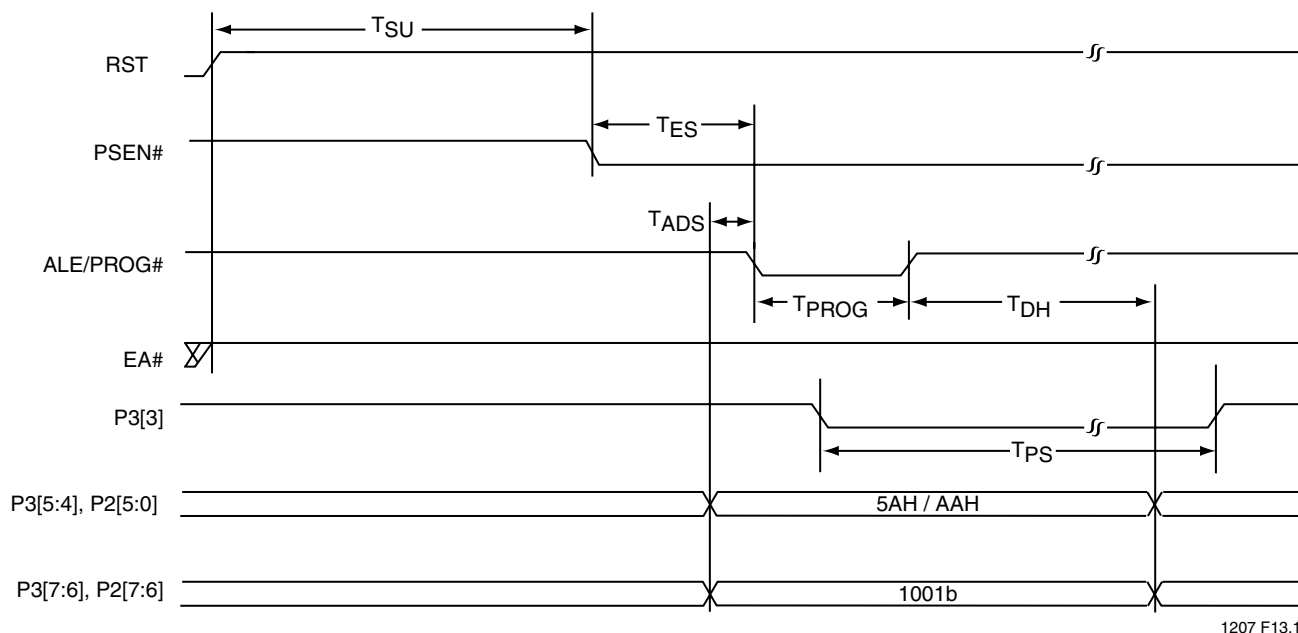 TSU
RST
TES
PSEN#
TADS
ALE/PROG#
TPROG
TDH
EA#
P3[3]
TPS
P3[5:4], P2[5:0]
5AH / AAH
P3[7:6], P2[7:6]
1001b
1207 F13.1